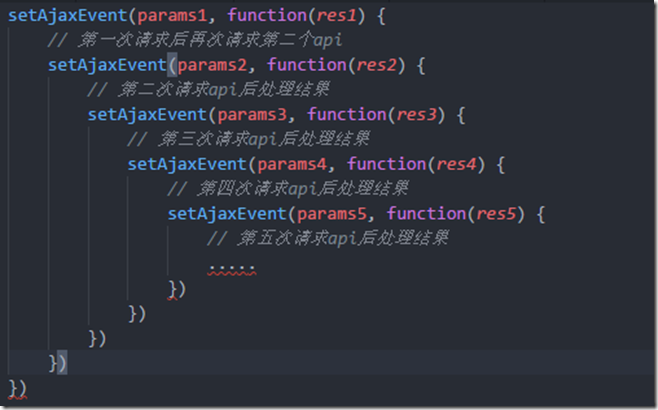 setAjaxEvent(params1, function(res1) {
// 第一次请求后再次请求第二个api
setAjaxEvent(params2, function(res2) {
// 第二次请求api后处理结果
setAjaxEvent(params3, function(res3) {
// 第三次请求api后处理结果
setAjaxEvent(params4, function(res4) {
// 第四次请求api后处理结果
setAjaxEvent(params5, function(res5) {
// 第五次请求api后处理结果
.....
})
})
})
})
})